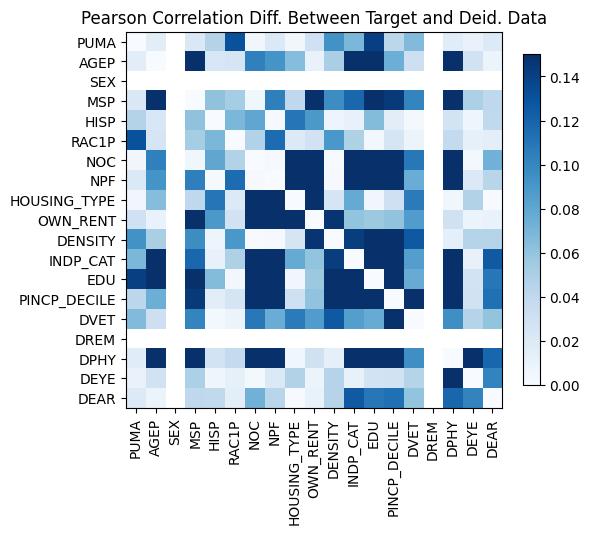 Pearson Correlation Diff. Between Target and Deid. Data
PUMA
AGEP
SEX
MSP
HISP
RAC1P
NOC
NPF
HOUSING_TYPE
OWN_RENT
DENSITY
INDP_CAT
EDU
PINCP_DECILE
DVET
DREM
DPHY
DEYE
DEAR
0.14
0.12
0.10
0.08
0.06
0.04
0.02
0.00
PUMA
AGEP
SEX
MSP
HISP
RAC1P
NOC
NPF
HOUSING_TYPE
OWN_RENT
DENSITY
INDP_CAT
EDU
PINCP_DECILE
DVET
DREM
DPHY
DEYE
DEAR